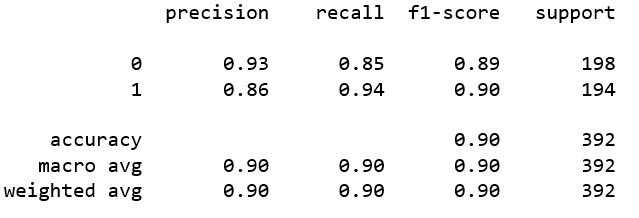 precision recall f1-score support
0 0.93 0.85 0.89 198
1 0.86 0.94 0.90 194
accuracy 0.90 392
macro avg 0.90 0.90 0.90 392
weighted avg 0.90 0.90 0.90 392